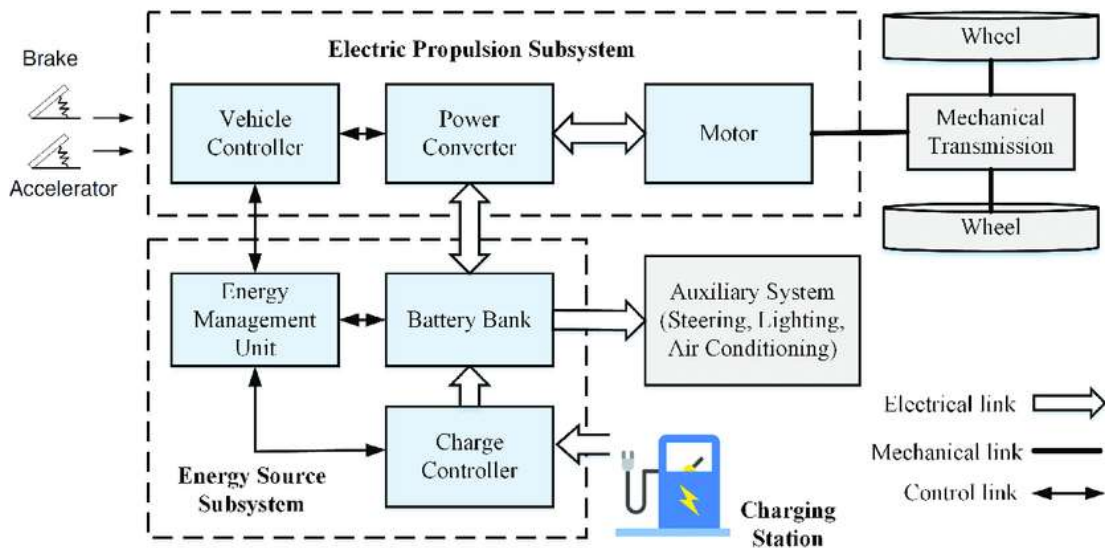 Brake
Accelerator
Electric Propulsion Subsystem
Vehicle
Controller
Power
Converter
Motor
Wheel
Mechanical
Transmission
Wheel
Energy
Management
Unit
Battery Bank
Auxiliary System
(Steering, Lighting,
Air Conditioning)
Charge
Controller
Energy Source
Subsystem
Charging
Station
Electrical link
Mechanical link
Control link